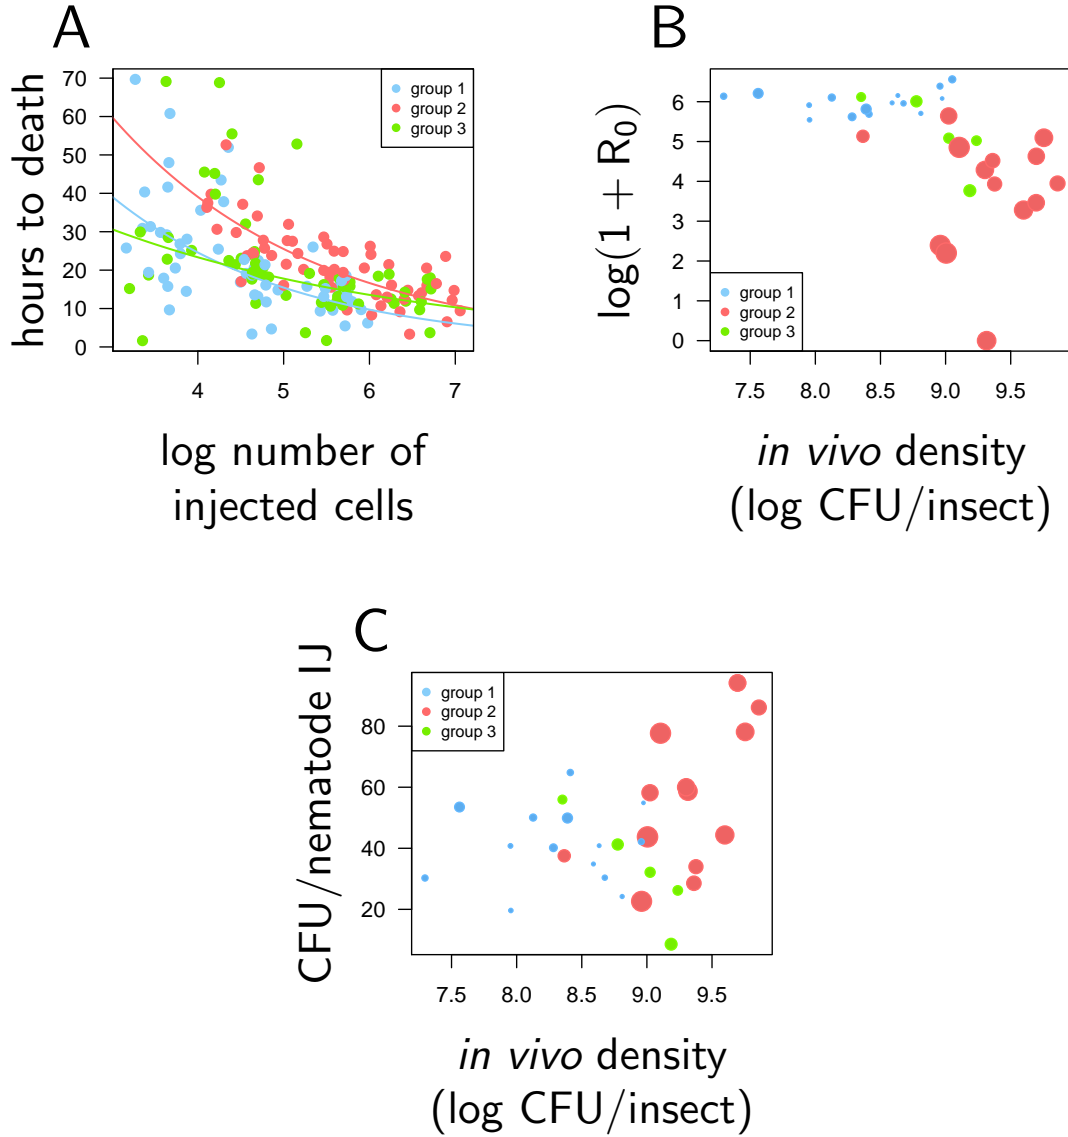 A
hours to death
70
60
50
40
30
20
10
0
group 1
group 2
group 3
4 5 6 7
log number of
injected cells
B
log(1 + R0)
6
5
4
3
2
1
0
group 1
group 2
group 3
7.5 8.0 8.5 9.0 9.5
in vivo density
(log CFU/insect)
C
CFU/nematode IJ
80
60
40
20
group 1
group 2
group 3
7.5 8.0 8.5 9.0 9.5
in vivo density
(log CFU/insect)